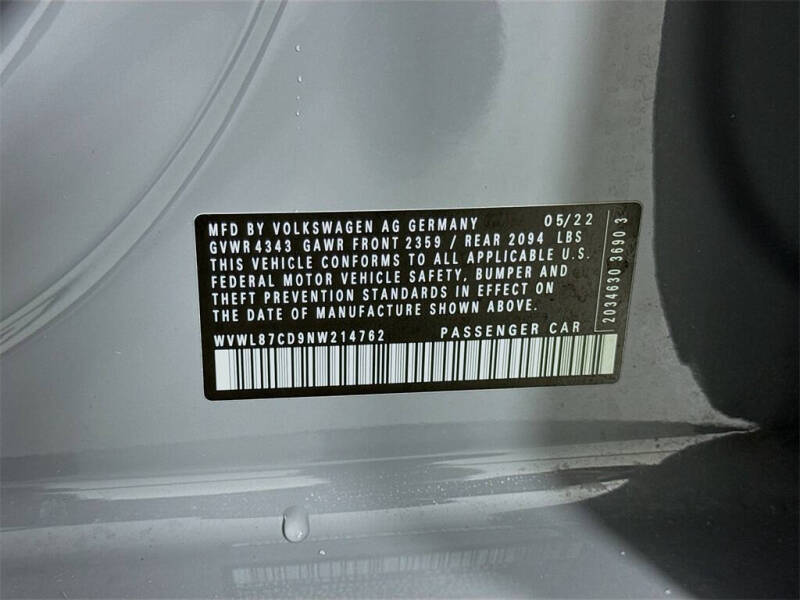 MFD BY VOLKSWAGEN AG GERMANY 05/22
GVWR 4343 GAWR FRONT 2359 / REAR 2094 LBS
THIS VEHICLE CONFORMS TO ALL APPLICABLE U.S.
FEDERAL MOTOR VEHICLE SAFETY, BUMPER AND
THEFT PREVENTION STANDARDS IN EFFECT ON
THE DATE OF MANUFACTURE SHOWN ABOVE.
WVWL87CD9NW214762 PASSENGER CAR
2034630 3690 3